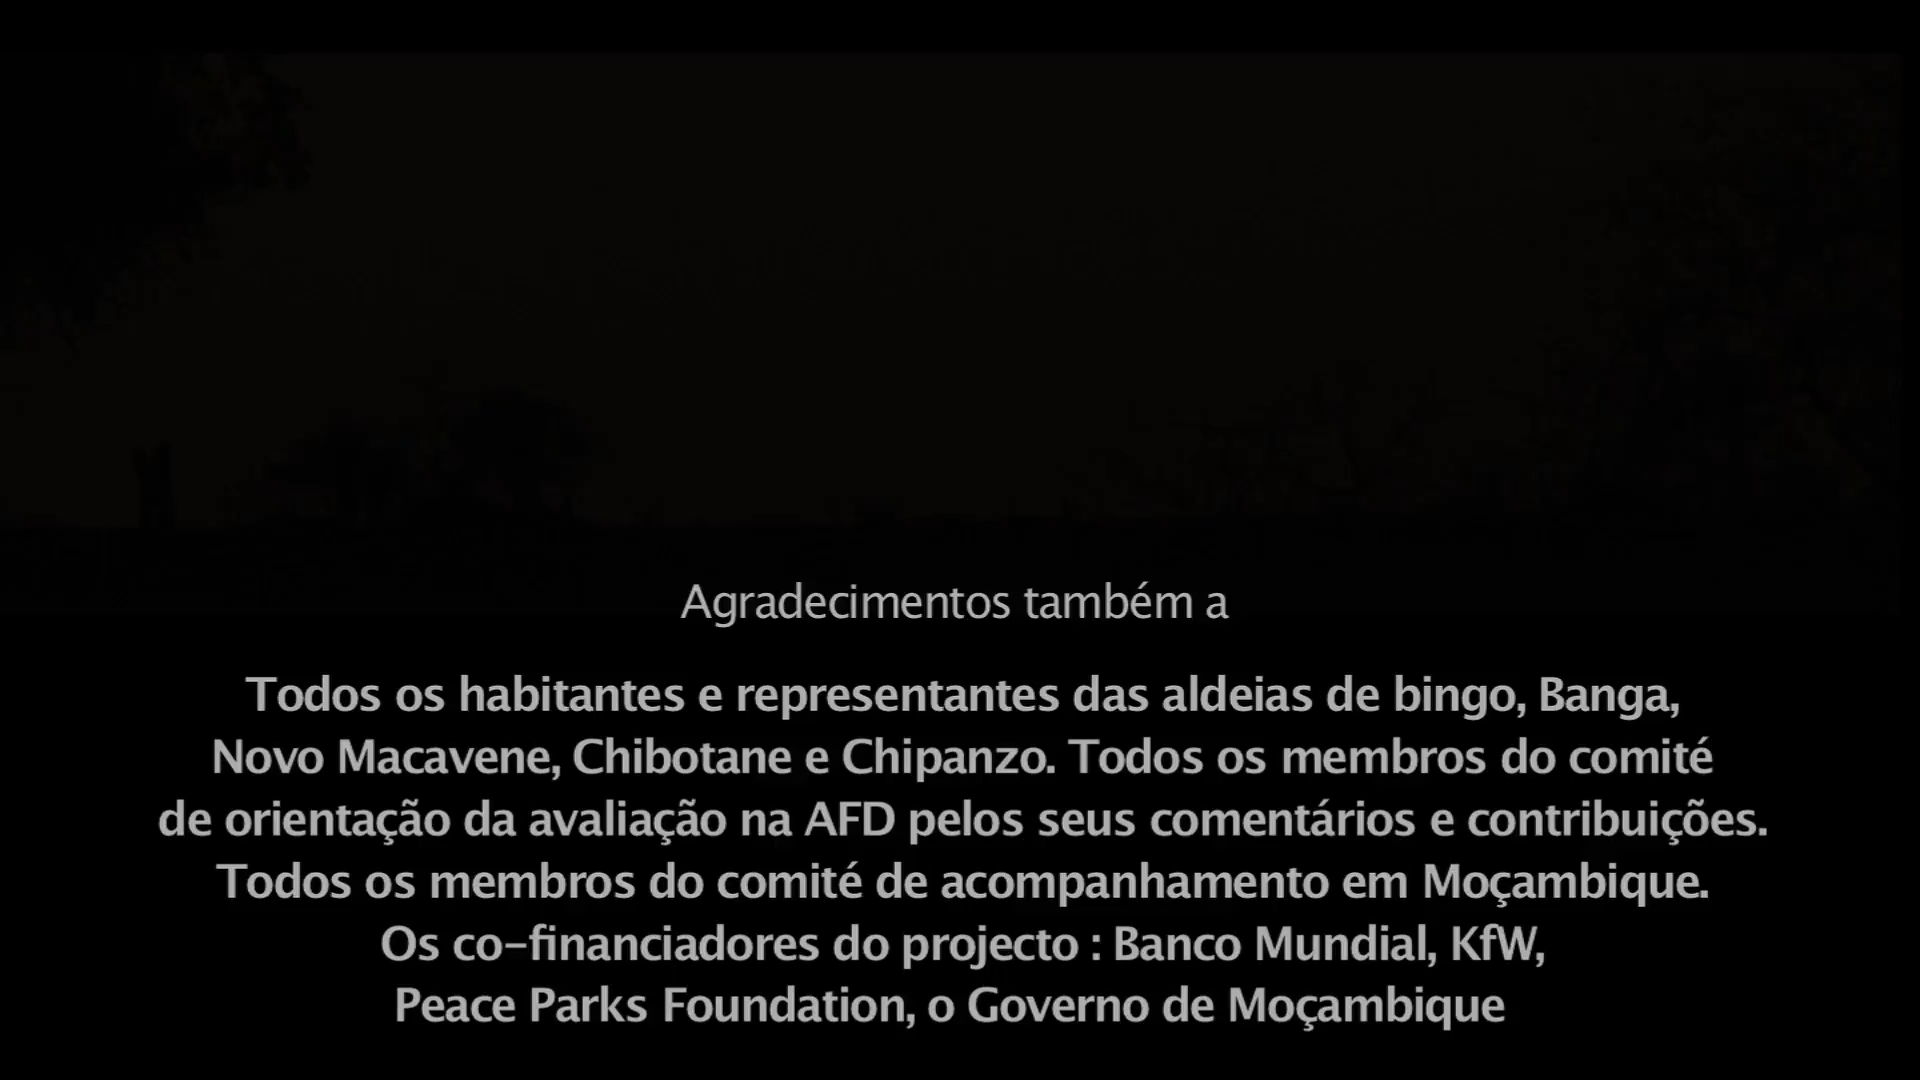 Agradecimentos também a
Todos os habitantes e representantes das aldeias de bingo, Banga,
Novo Macavene, Chibotane e Chipanzo. Todos os membros do comité
de orientação da avaliação na AFD pelos seus comentários e contribuições.
Todos os membros do comité de acompanhamento em Moçambique.
Os co-financiadores do projecto : Banco Mundial, KfW,
Peace Parks Foundation, o Governo de Moçambique